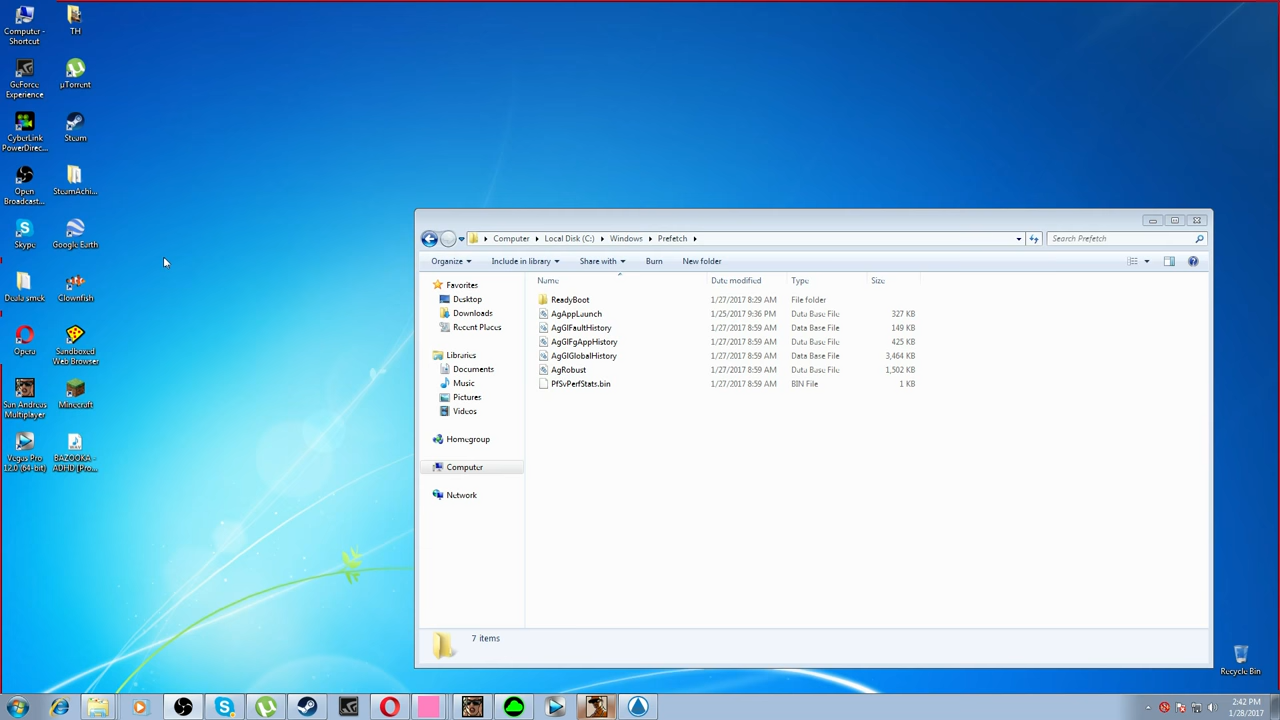 Computer -
Shortcut
TH
GeForce
Experience
µTorrent
CyberLink
PowerDirec...
Steam
Open
Broadcast...
SteamAchi...
Skype
Google Earth
Clownfish
Opera
Sandboxed
Web Browser
San Andreas
Multiplayer
Minecraft
Vegas Pro
12.0 (64-bit)
BAZOOKA -
ADHD [Pro...
Computer
Local Disk (C:)
Windows
Prefetch
Search Prefetch
Organize
Include in library
Share with
Burn
New folder
Favorites
Desktop
Downloads
Recent Places
Libraries
Documents
Music
Pictures
Videos
Homegroup
Computer
Network
Name Date modified Type Size
ReadyBoot 1/27/2017 8:29 AM File folder
AgAppLaunch 1/25/2017 9:36 PM Data Base File 327 KB
AgGlFaultHistory 1/27/2017 8:59 AM Data Base File 149 KB
AgGlFgAppHistory 1/27/2017 8:59 AM Data Base File 425 KB
AgGlGlobalHistory 1/27/2017 8:59 AM Data Base File 3,464 KB
AgRobust 1/27/2017 8:59 AM Data Base File 1,502 KB
PfSvPerfStats.bin 1/27/2017 8:59 AM BIN File 1 KB
7 items
Recycle Bin
2:42 PM
1/28/2017